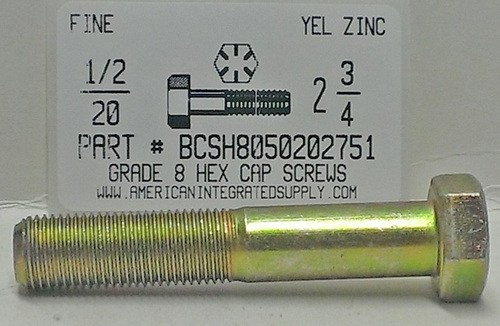 FINE YEL ZINC
1/2
20
2 3/4
PART # BCSH8050202751
GRADE 8 HEX CAP SCREWS
WWW.AMERICANINTEGRATEDSUPPLY.COM